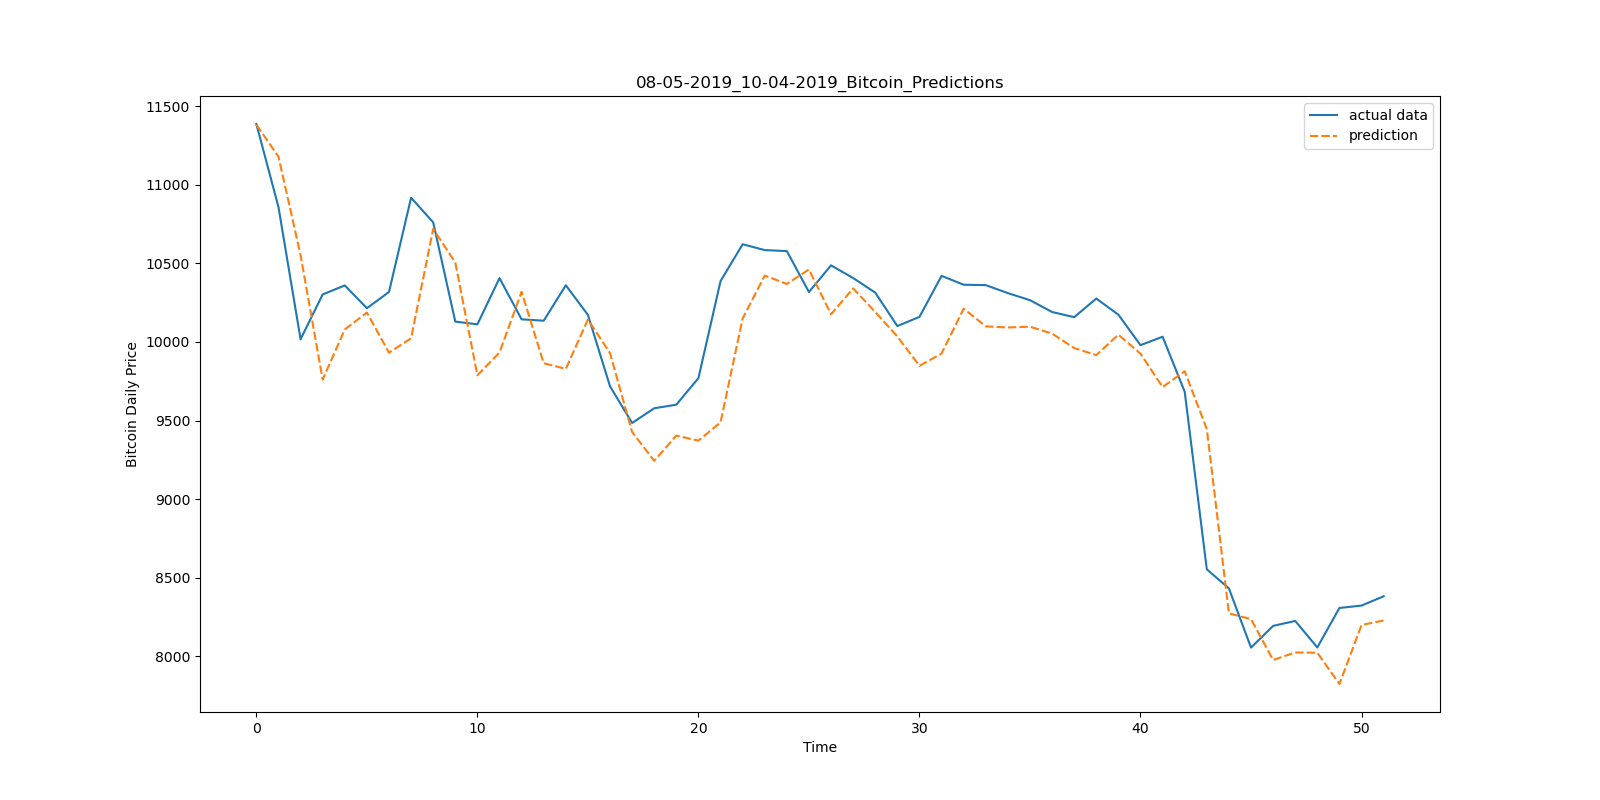 08-05-2019_10-04-2019_Bitcoin_Predictions
11500
11000
10500
10000
9500
9000
8500
8000
Bitcoin Daily Price
actual data
prediction
0 10 20 30 40 50
Time